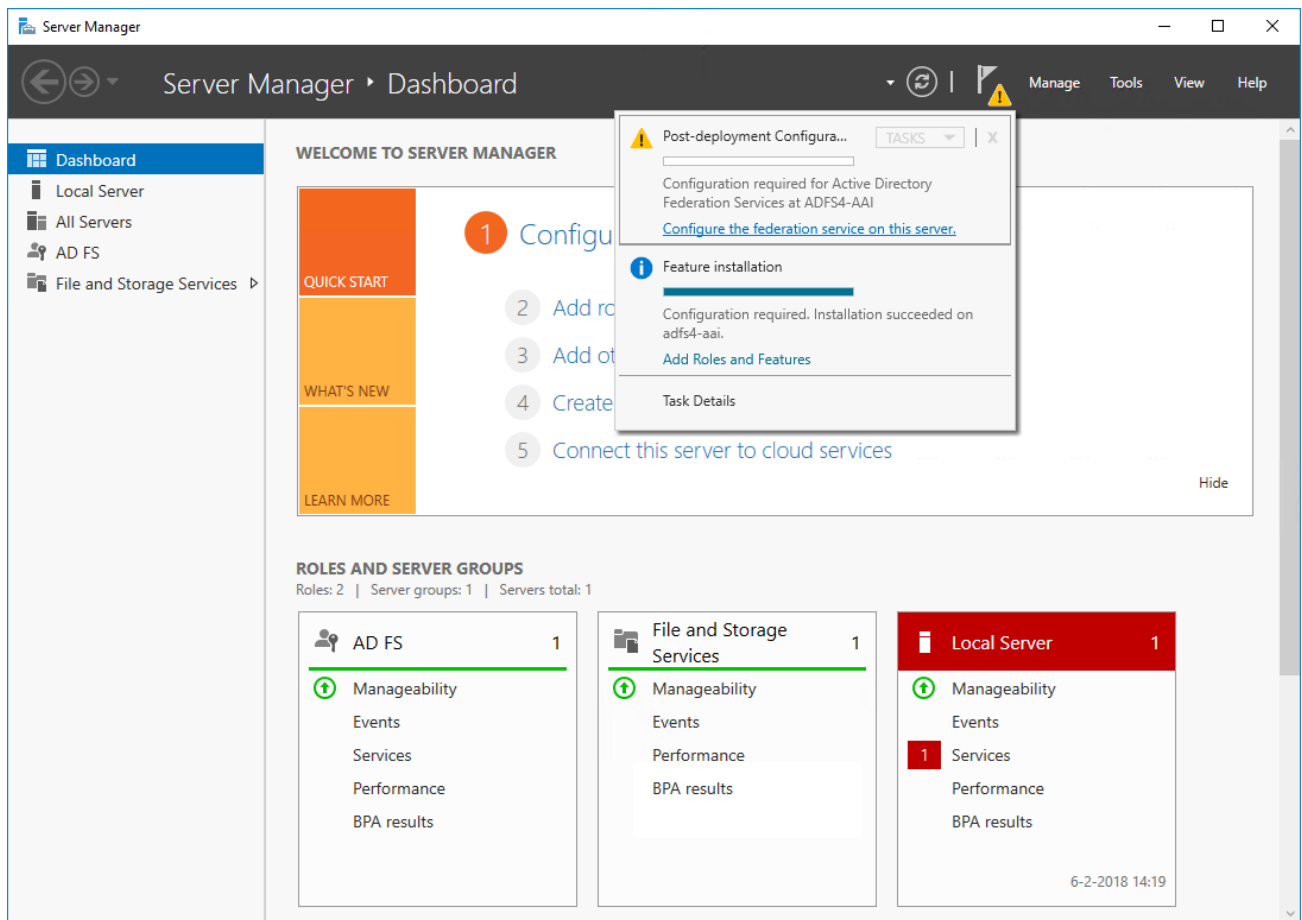 Server Manager
Server Manager ‣ Dashboard
Manage Tools View Help
Dashboard
Local Server
All Servers
AD FS
File and Storage Services
WELCOME TO SERVER MANAGER
QUICK START
WHAT'S NEW
LEARN MORE
1 Configu
2 Add ro
3 Add ot
4 Create
5 Connect this server to cloud services
Hide
Post-deployment Configura... TASKS X
Configuration required for Active Directory
Federation Services at ADFS4-AAI
Configure the federation service on this server.
Feature installation
Configuration required. Installation succeeded on
adfs4-aai.
Add Roles and Features
Task Details
ROLES AND SERVER GROUPS
Roles: 2 | Server groups: 1 | Servers total: 1
AD FS 1
Manageability
Events
Services
Performance
BPA results
File and Storage
Services 1
Manageability
Events
Performance
BPA results
Local Server 1
Manageability
Events
1 Services
Performance
BPA results
6-2-2018 14:19